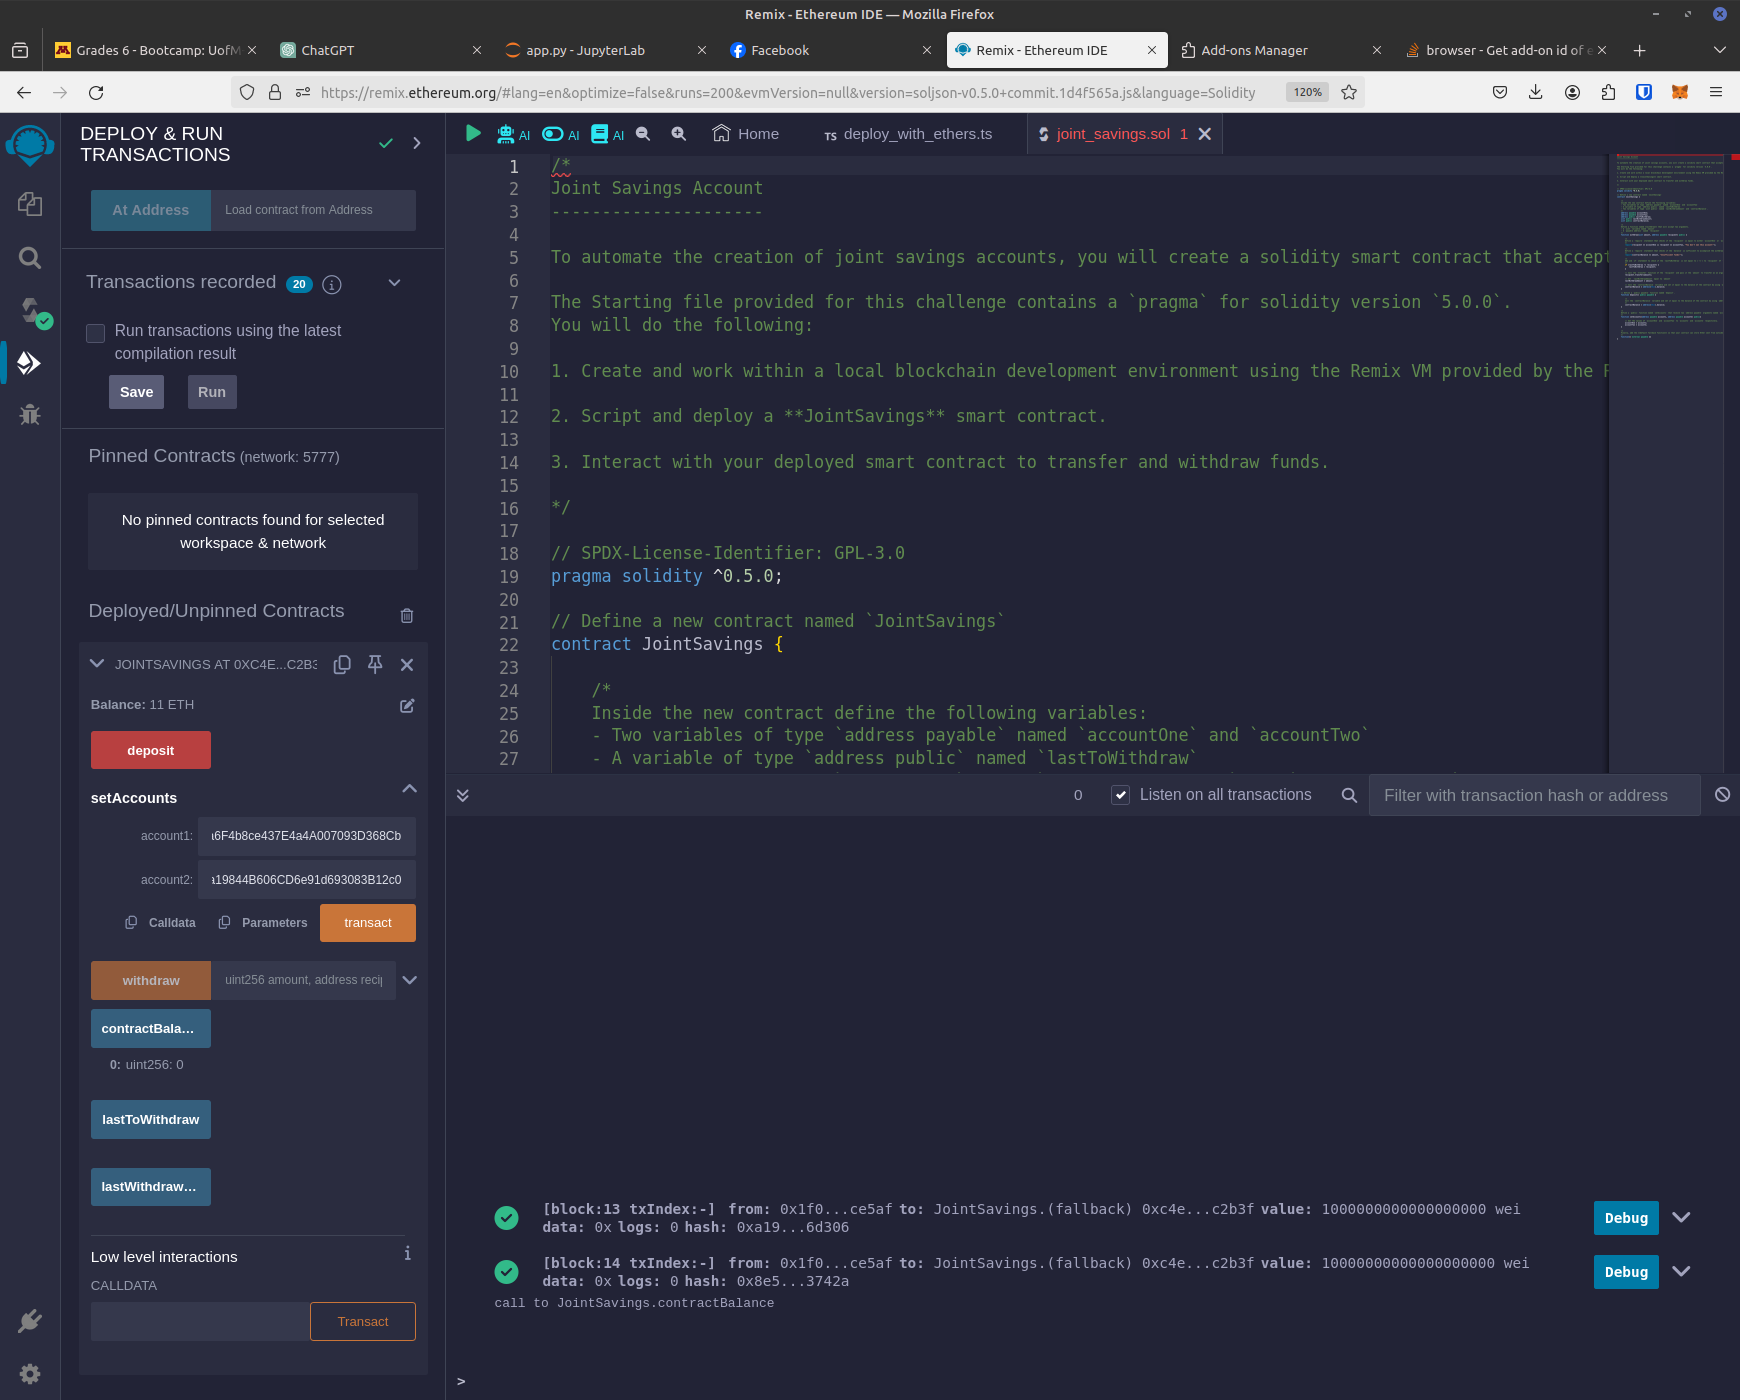 Remix - Ethereum IDE — Mozilla Firefox
Grades 6 - Bootcamp: UofM
ChatGPT
app.py - JupyterLab
Facebook
Remix - Ethereum IDE
Add-ons Manager
browser - Get add-on id of e
https://remix.ethereum.org/#lang=en&optimize=false&runs=200&evmVersion=null&version=soljson-v0.5.0+commit.1d4f565a.js&language=Solidity
120%
DEPLOY & RUN
TRANSACTIONS
At Address
Load contract from Address
Transactions recorded 20 i
Run transactions using the latest
compilation result
Save
Run
Pinned Contracts (network: 5777)
No pinned contracts found for selected
workspace & network
Deployed/Unpinned Contracts
JOINTSAVINGS AT 0XC4E...C2B3
Balance: 11 ETH
deposit
setAccounts
account1:
a6F4b8ce437E4a4A007093D368Cb
account2:
a19844B606CD6e91d693083B12c0
Calldata
Parameters
transact
withdraw
uint256 amount, address recip
contractBala...
0: uint256: 0
lastToWithdraw
lastWithdraw...
Low level interactions
i
CALLDATA
Transact
AI
AI
AI
Home
TS deploy_with_ethers.ts
joint_savings.sol 1
1 /*
2 Joint Savings Account
3 ---------------------
4
5 To automate the creation of joint savings accounts, you will create a solidity smart contract that accept
6
7 The Starting file provided for this challenge contains a `pragma` for solidity version `5.0.0`.
8 You will do the following:
9
10 1. Create and work within a local blockchain development environment using the Remix VM provided by the R
11
12 2. Script and deploy a **JointSavings** smart contract.
13
14 3. Interact with your deployed smart contract to transfer and withdraw funds.
15
16 */
17
18 // SPDX-License-Identifier: GPL-3.0
19 pragma solidity ^0.5.0;
20
21 // Define a new contract named `JointSavings`
22 contract JointSavings {
23
24 /*
25 Inside the new contract define the following variables:
26 - Two variables of type `address payable` named `accountOne` and `accountTwo`
27 - A variable of type `address public` named `lastToWithdraw`
0
Listen on all transactions
Filter with transaction hash or address
[block:13 txIndex:-] from: 0x1f0...ce5af to: JointSavings.(fallback) 0xc4e...c2b3f value: 1000000000000000000 wei
data: 0x logs: 0 hash: 0xa19...6d306
Debug
[block:14 txIndex:-] from: 0x1f0...ce5af to: JointSavings.(fallback) 0xc4e...c2b3f value: 10000000000000000000 wei
data: 0x logs: 0 hash: 0x8e5...3742a
Debug
call to JointSavings.contractBalance
>